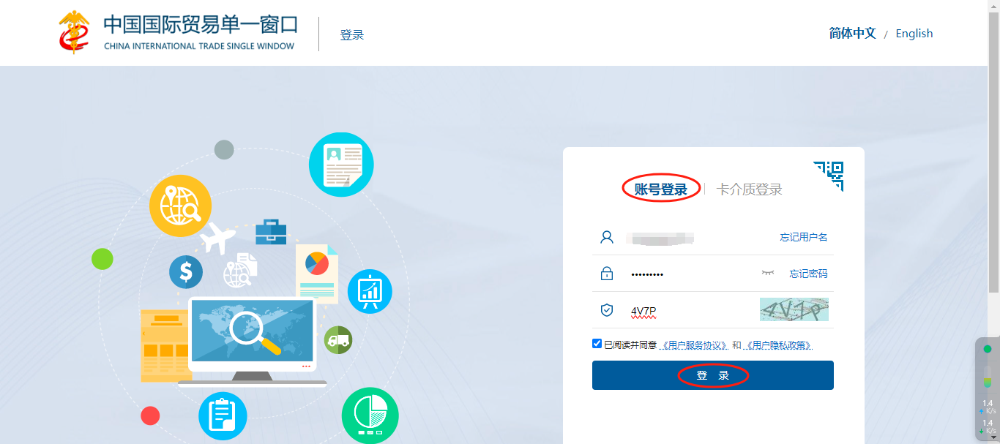 中国国际贸易单一窗口
CHINA INTERNATIONAL TRADE SINGLE WINDOW
登录
简体中文 / English
账号登录 | 卡介质登录
忘记用户名
••••••••• 忘记密码
4V7P 4V7P
已阅读并同意 《用户服务协议》 和 《用户隐私政策》
登 录
$
1.4
K/s
1.4
K/s